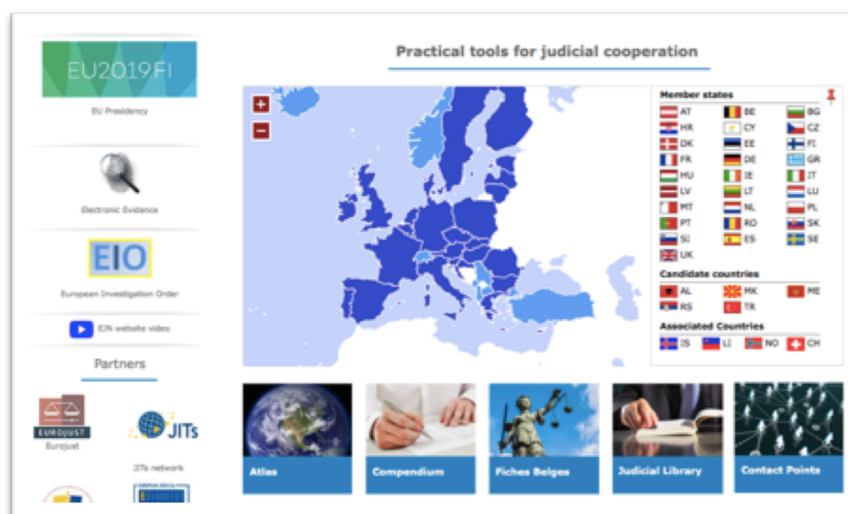 EU2019.FI
EU Presidency
Electronic Evidence
EIO
European Investigation Order
EJN website video
Partners
EUROJUST
Eurojust
JITs
JITs network
Practical tools for judicial cooperation
+
−
Member states
AT BE BG
HR CY CZ
DK EE FI
FR DE GR
HU IE IT
LV LT LU
MT NL PL
PT RO SK
SI ES SE
UK
Candidate countries
AL MK ME
RS TR
Associated Countries
IS LI NO CH
Atlas
Compendium
Fiches Belges
Judicial Library
Contact Points